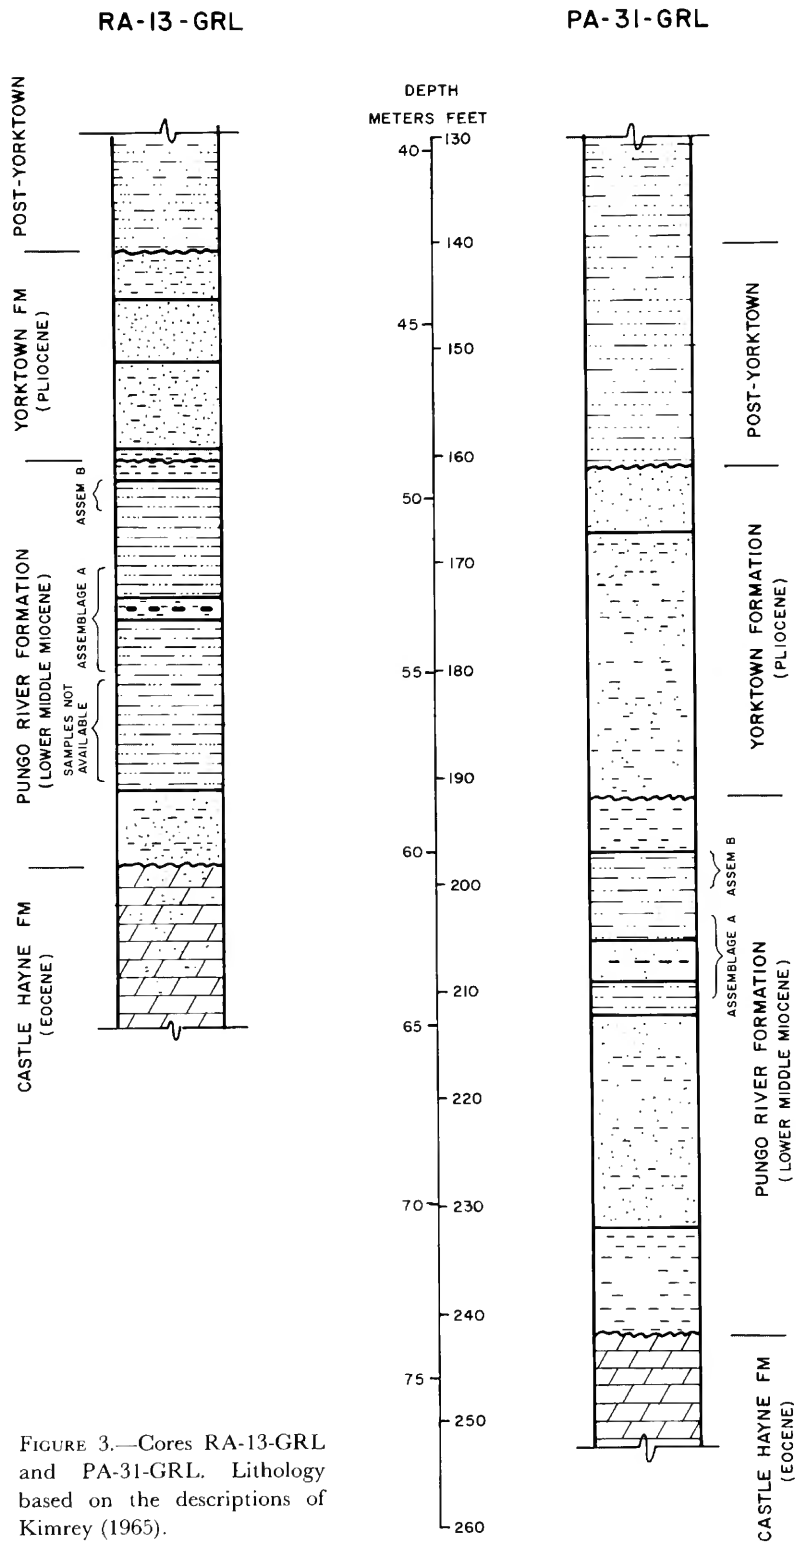 RA-13-GRL
PA-31-GRL
DEPTH
METERS FEET
130
40
140
45
150
160
50
170
55
180
190
60
200
210
65
220
70
230
240
75
250
260
POST-YORKTOWN
YORKTOWN FM
(PLIOCENE)
ASSEM B
ASSEMBLAGE A
SAMPLES NOT
AVAILABLE
PUNGO RIVER FORMATION
(LOWER MIDDLE MIOCENE)
CASTLE HAYNE FM
(EOCENE)
POST-YORKTOWN
YORKTOWN FORMATION
(PLIOCENE)
ASSEM B
ASSEMBLAGE A
PUNGO RIVER FORMATION
(LOWER MIDDLE MIOCENE)
CASTLE HAYNE FM
(EOCENE)
FIGURE 3.—Cores RA-13-GRL
and PA-31-GRL. Lithology
based on the descriptions of
Kimrey (1965).